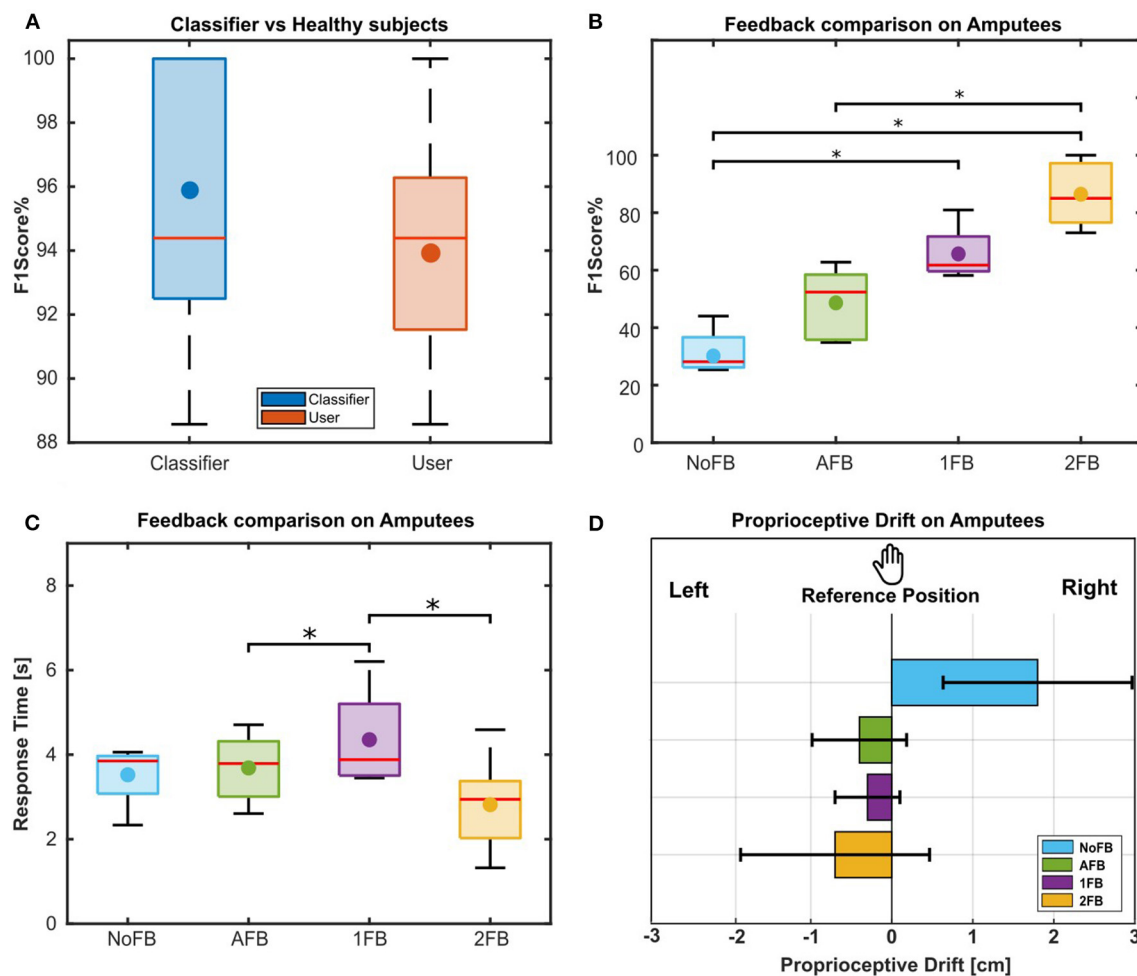 A
Classifier vs Healthy subjects
100
98
96
94
92
90
88
F1Score%
Classifier
User
Classifier
User
B
Feedback comparison on Amputees
*
*
*
100
80
60
40
20
0
F1Score%
NoFB
AFB
1FB
2FB
C
Feedback comparison on Amputees
8
6
4
2
0
Response Time [s]
*
*
NoFB
AFB
1FB
2FB
D
Proprioceptive Drift on Amputees
Left
Right
Reference Position
NoFB
AFB
1FB
2FB
-3
-2
-1
0
1
2
3
Proprioceptive Drift [cm]